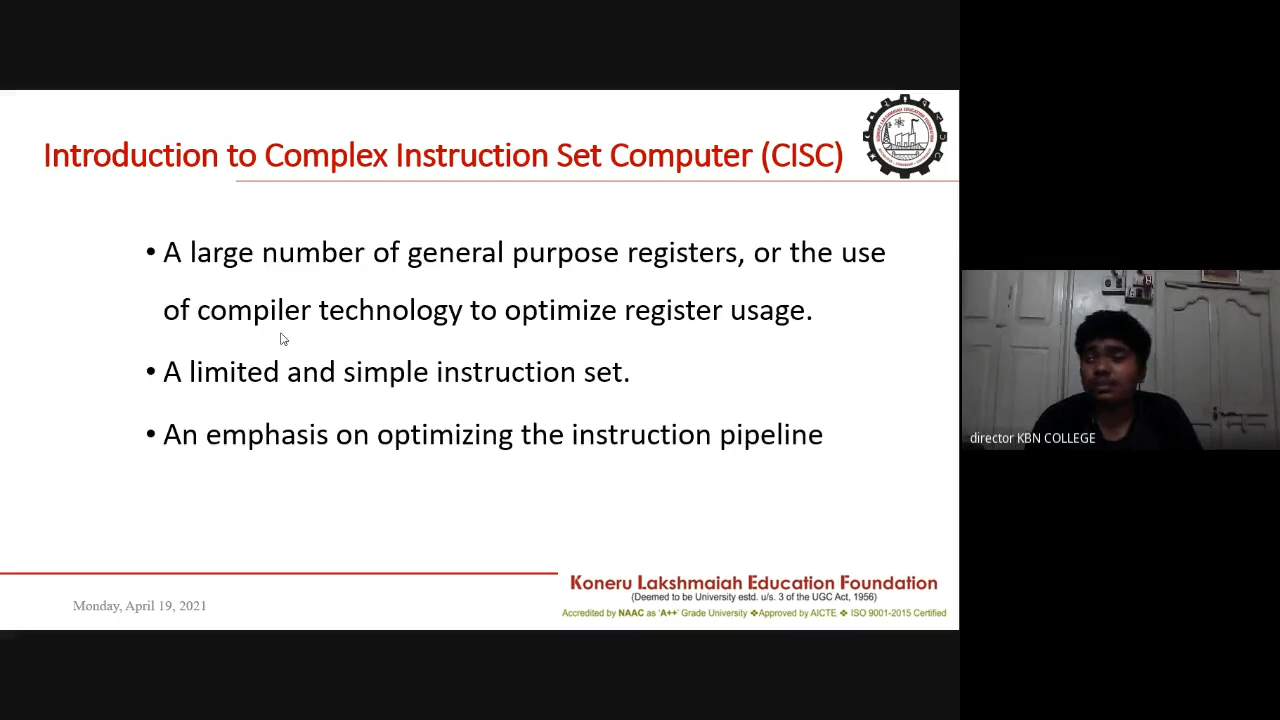 Introduction to Complex Instruction Set Computer (CISC)
• A large number of general purpose registers, or the use
of compiler technology to optimize register usage.
• A limited and simple instruction set.
• An emphasis on optimizing the instruction pipeline
director KBN COLLEGE
Koneru Lakshmaiah Education Foundation
(Deemed to be University estd. u/s. 3 of the UGC Act, 1956)
Accredited by NAAC as 'A++' Grade University ❖Approved by AICTE ❖ ISO 9001-2015 Certified
Monday, April 19, 2021